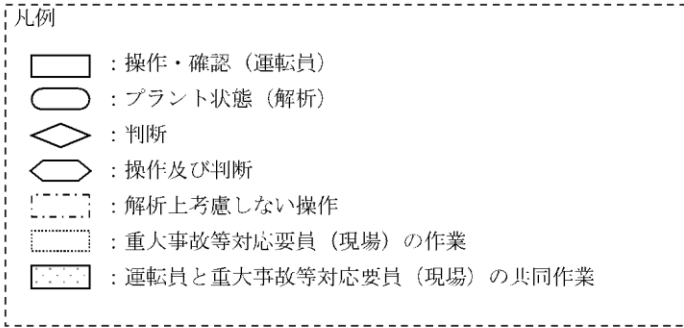 凡例
：操作・確認（運転員）
：プラント状態（解析）
：判断
：操作及び判断
：解析上考慮しない操作
：重大事故等対応要員（現場）の作業
：運転員と重大事故等対応要員（現場）の共同作業